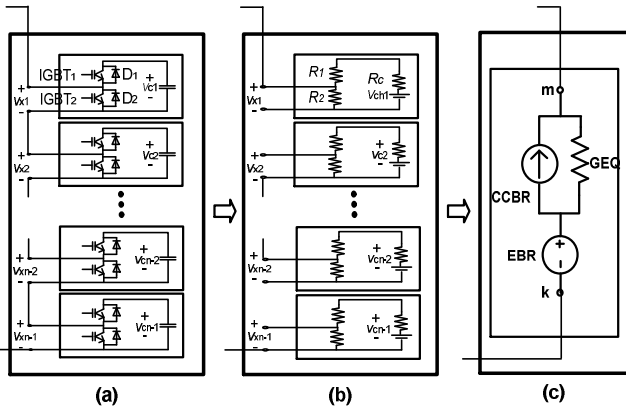 IGBT1 D1
+
Vx1
-
IGBT2 D2
+
Vc1
-
+
Vx2
-
+
Vc2
-
+
Vxn-2
-
+
Vcn-2
-
+
Vxn-1
-
+
Vcn-1
-
(a)
R1
Rc
+
Vx1
-
R2
Vch1
+
Vx2
-
+
Vc2
-
+
Vxn-2
-
+
Vcn-2
-
+
Vxn-1
-
+
Vcn-1
-
(b)
m
GEQ
CCBR
EBR
+
-
k
(c)